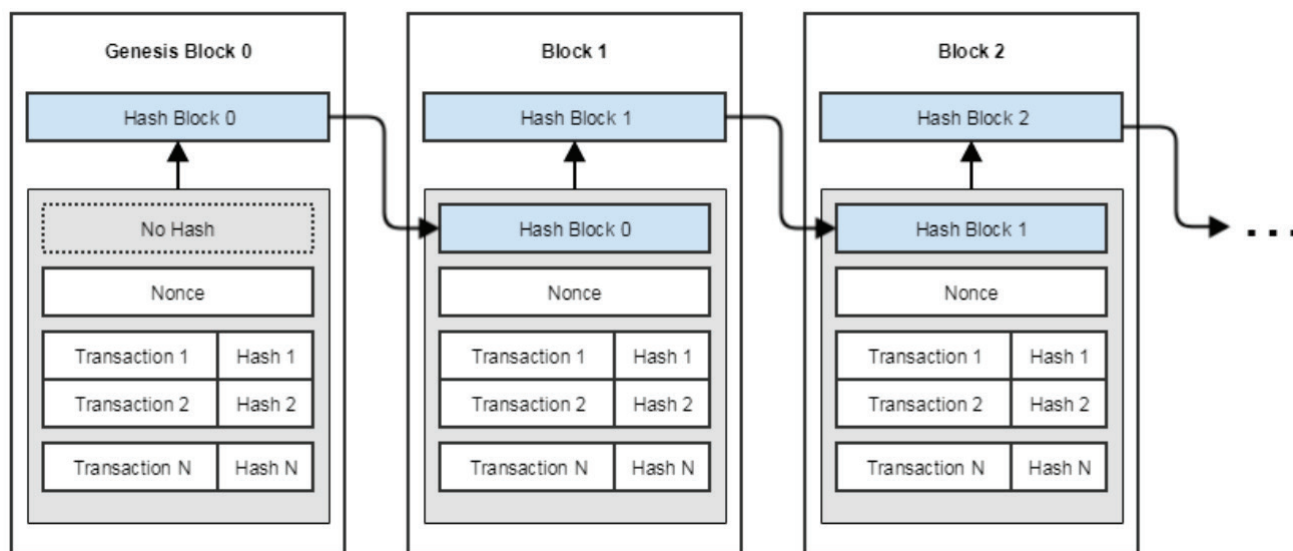 Genesis Block 0
Hash Block 0
No Hash
Nonce
Transaction 1 Hash 1
Transaction 2 Hash 2
Transaction N Hash N
Block 1
Hash Block 1
Hash Block 0
Nonce
Transaction 1 Hash 1
Transaction 2 Hash 2
Transaction N Hash N
Block 2
Hash Block 2
Hash Block 1
Nonce
Transaction 1 Hash 1
Transaction 2 Hash 2
Transaction N Hash N
...